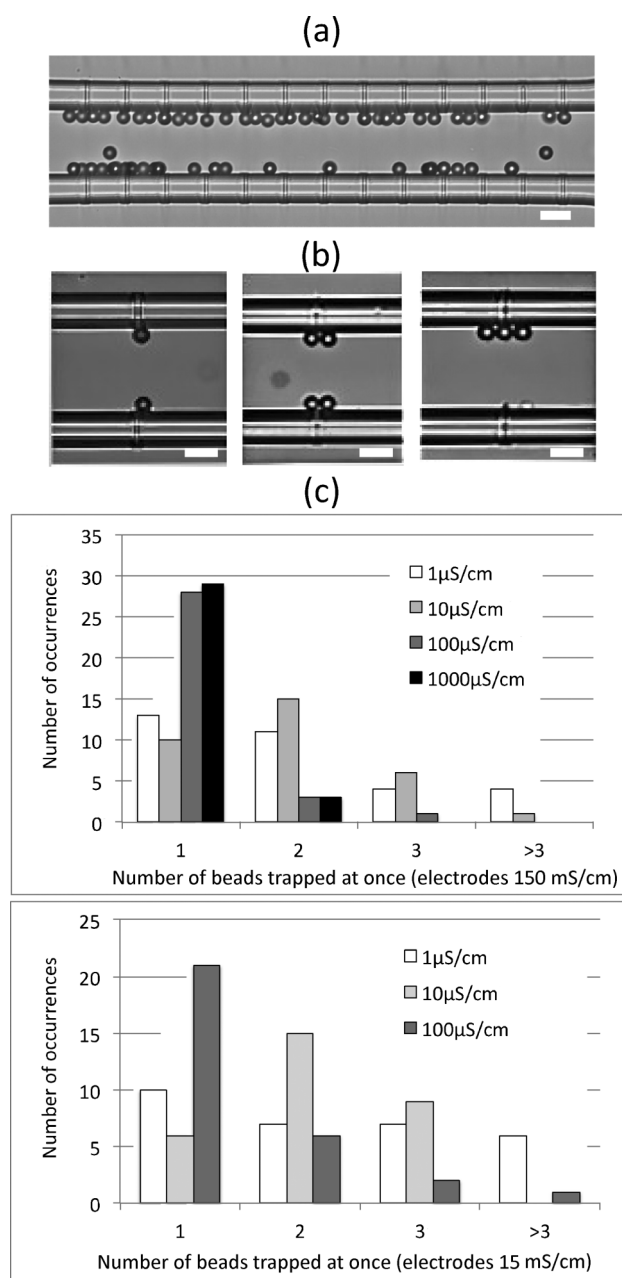 (a)
(b)
(c)
35
30
25
20
15
10
5
0
Number of occurrences
1µS/cm
10µS/cm
100µS/cm
1000µS/cm
1 2 3 >3
Number of beads trapped at once (electrodes 150 mS/cm)
25
20
15
10
5
0
Number of occurrences
1µS/cm
10µS/cm
100µS/cm
1 2 3 >3
Number of beads trapped at once (electrodes 15 mS/cm)